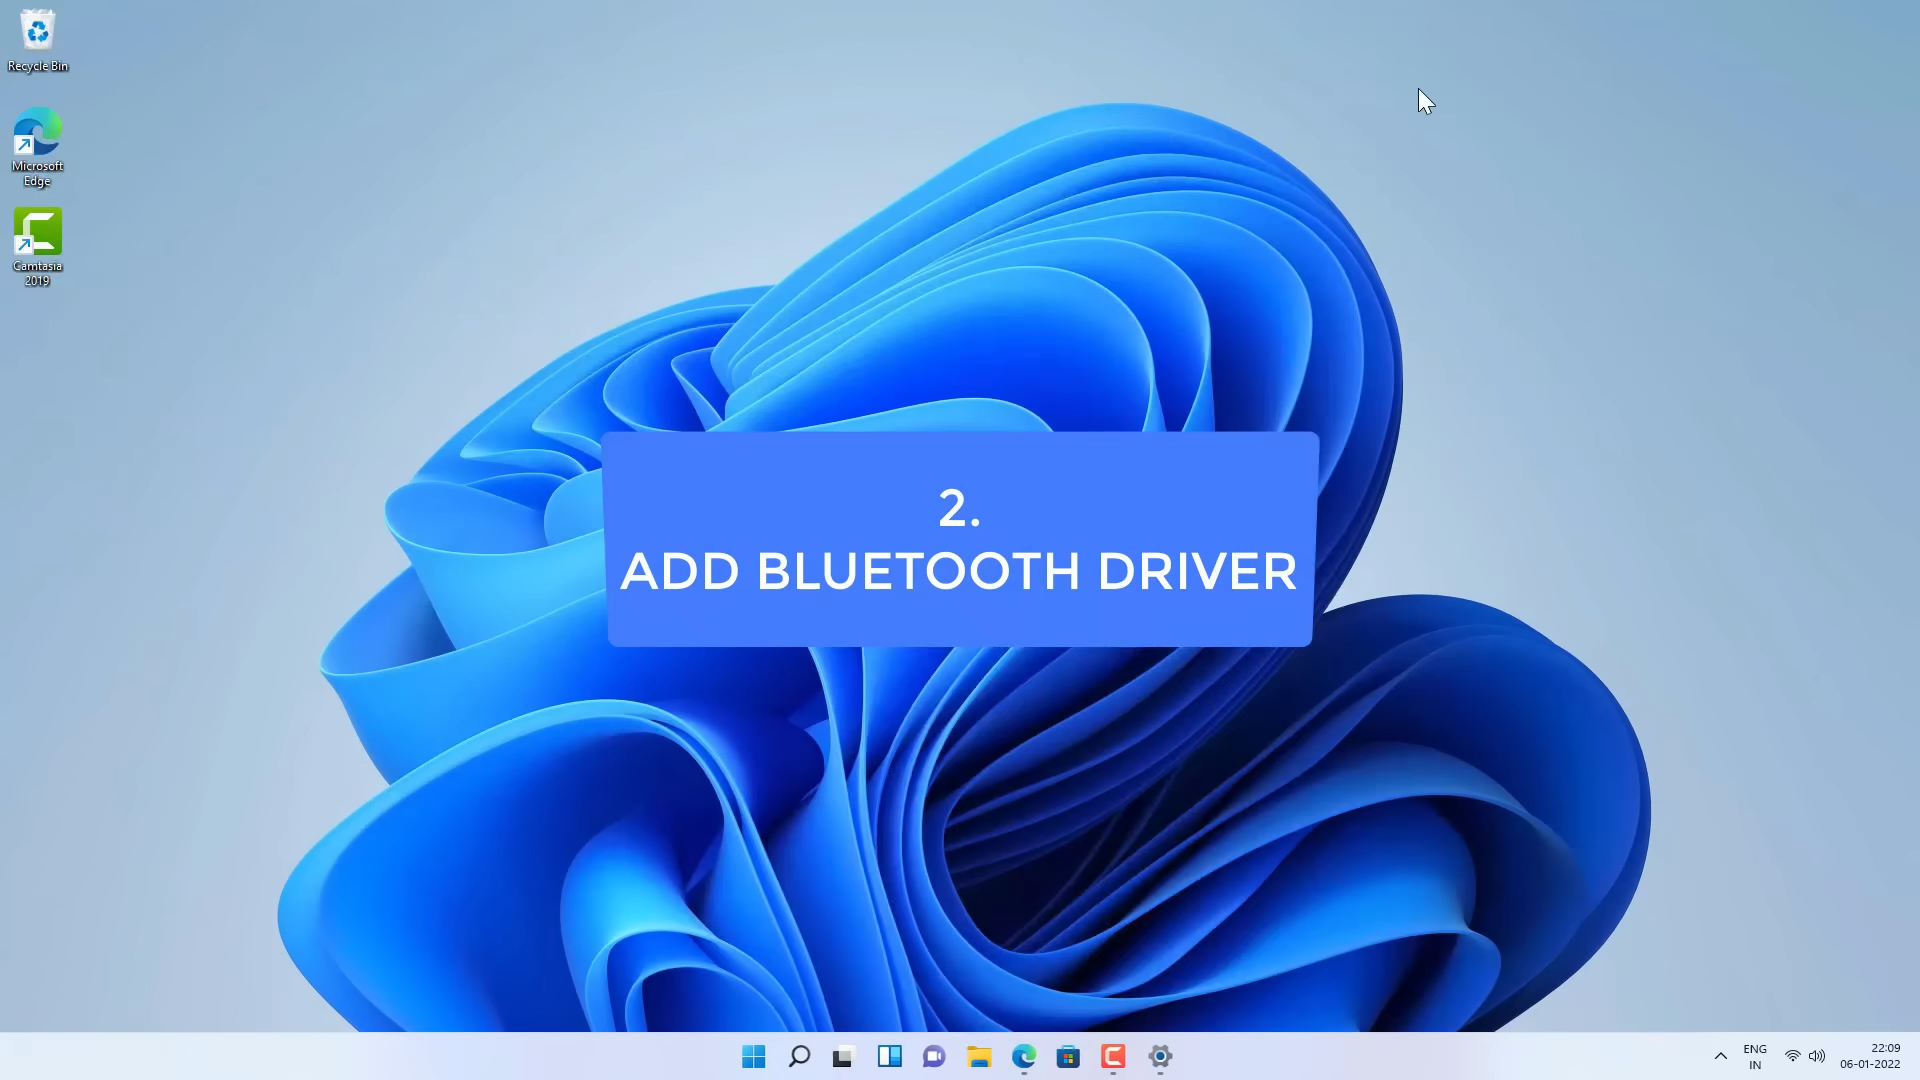 Recycle Bin
Microsoft
Edge
Camtasia
2019
2.
ADD BLUETOOTH DRIVER
ENG
IN
22:09
06-01-2022